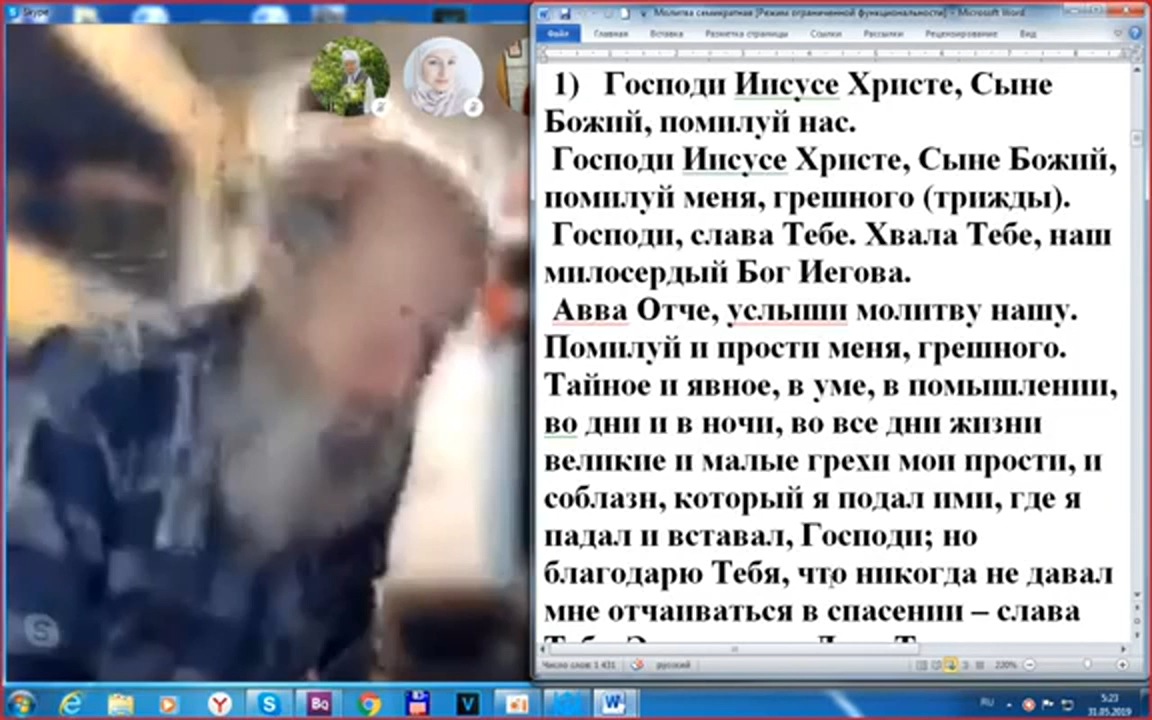 Skype
Молитва семикратная [Режим ограниченной функциональности] - Microsoft Word
Файл Главная Вставка Разметка страницы Ссылки Рассылки Рецензирование Вид
1) Господи Иисусе Христе, Сыне
Божий, помилуй нас.
Господи Иисусе Христе, Сыне Божий,
помилуй меня, грешного (трижды).
Господи, слава Тебе. Хвала Тебе, наш
милосердый Бог Иегова.
Авва Отче, услыши молитву нашу.
Помилуй и прости меня, грешного.
Тайное и явное, в уме, в помышлении,
во дни и в ночи, во все дни жизни
великие и малые грехи мои прости, и
соблазн, который я подал ими, где я
падал и вставал, Господи; но
благодарю Тебя, что никогда не давал
мне отчаиваться в спасении – слава
Число слов: 1 431 русский 220%
RU 5:23
31.05.2019